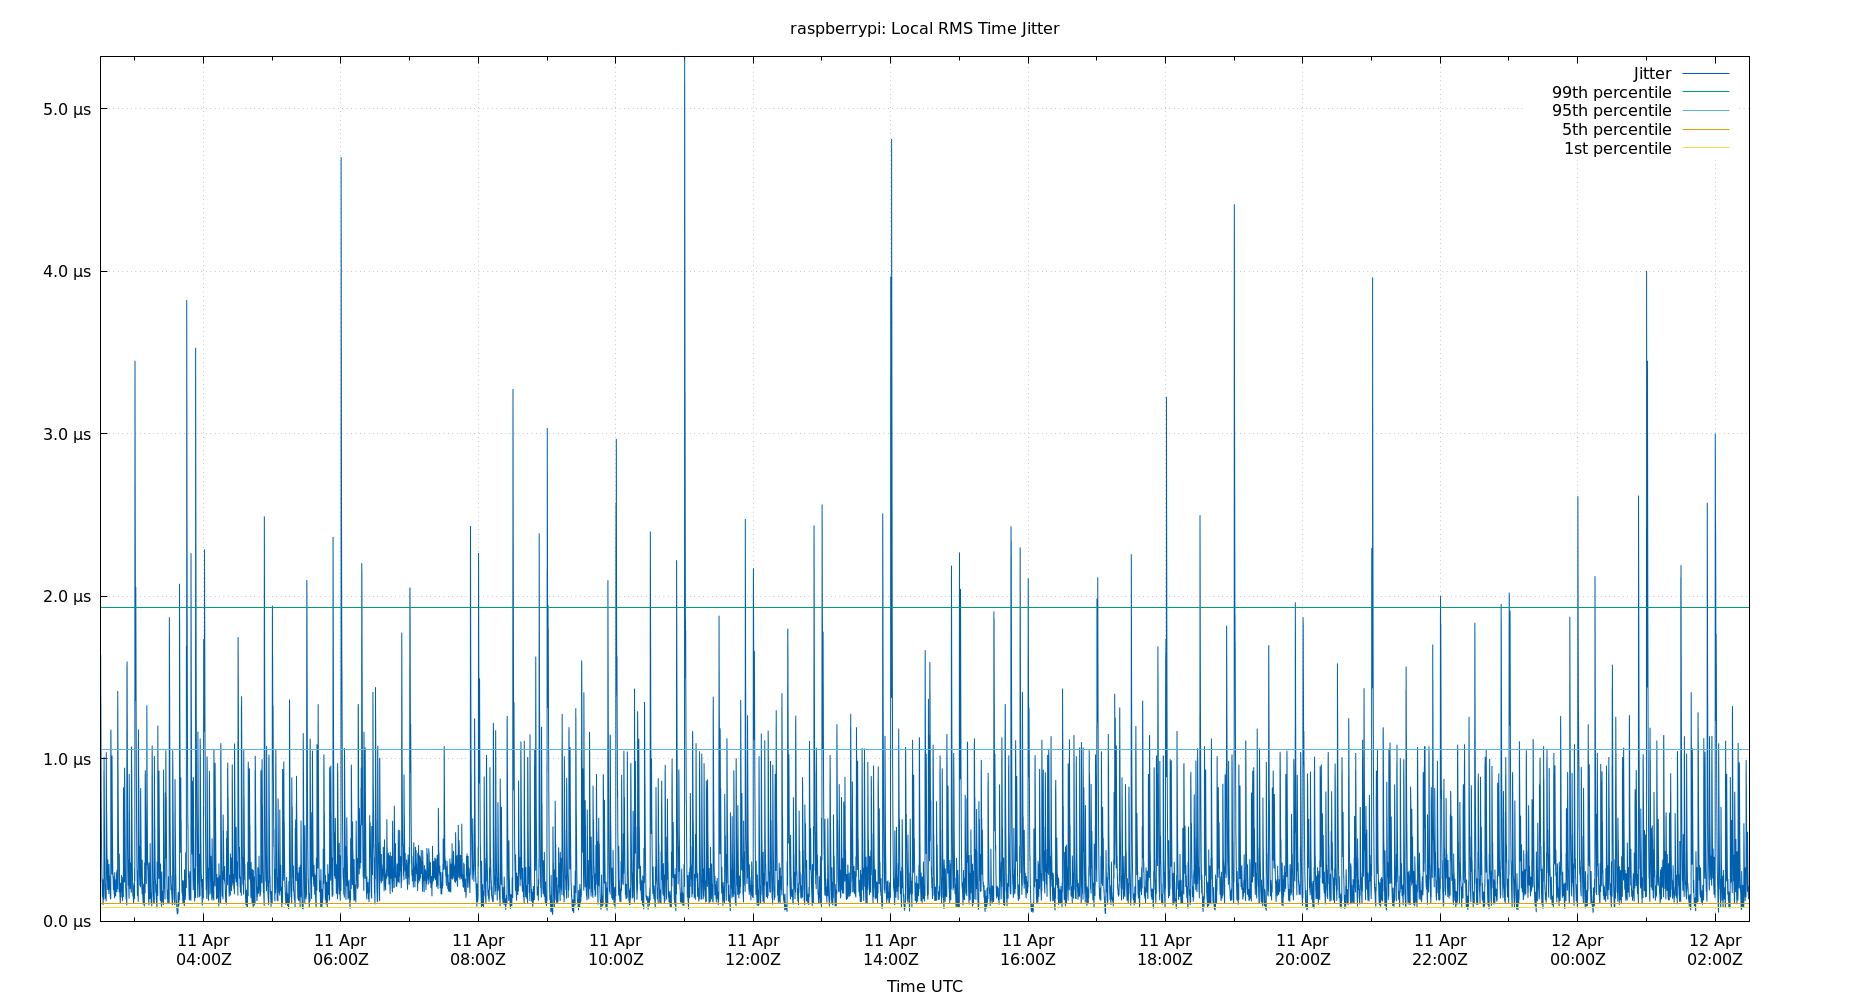 raspberrypi: Local RMS Time Jitter
Jitter
99th percentile
95th percentile
5th percentile
1st percentile
5.0 µs
4.0 µs
3.0 µs
2.0 µs
1.0 µs
0.0 µs
11 Apr 11 Apr 11 Apr 11 Apr 11 Apr 11 Apr 11 Apr 11 Apr 11 Apr 11 Apr 12 Apr 12 Apr
04:00Z 06:00Z 08:00Z 10:00Z 12:00Z 14:00Z 16:00Z 18:00Z 20:00Z 22:00Z 00:00Z 02:00Z
Time UTC